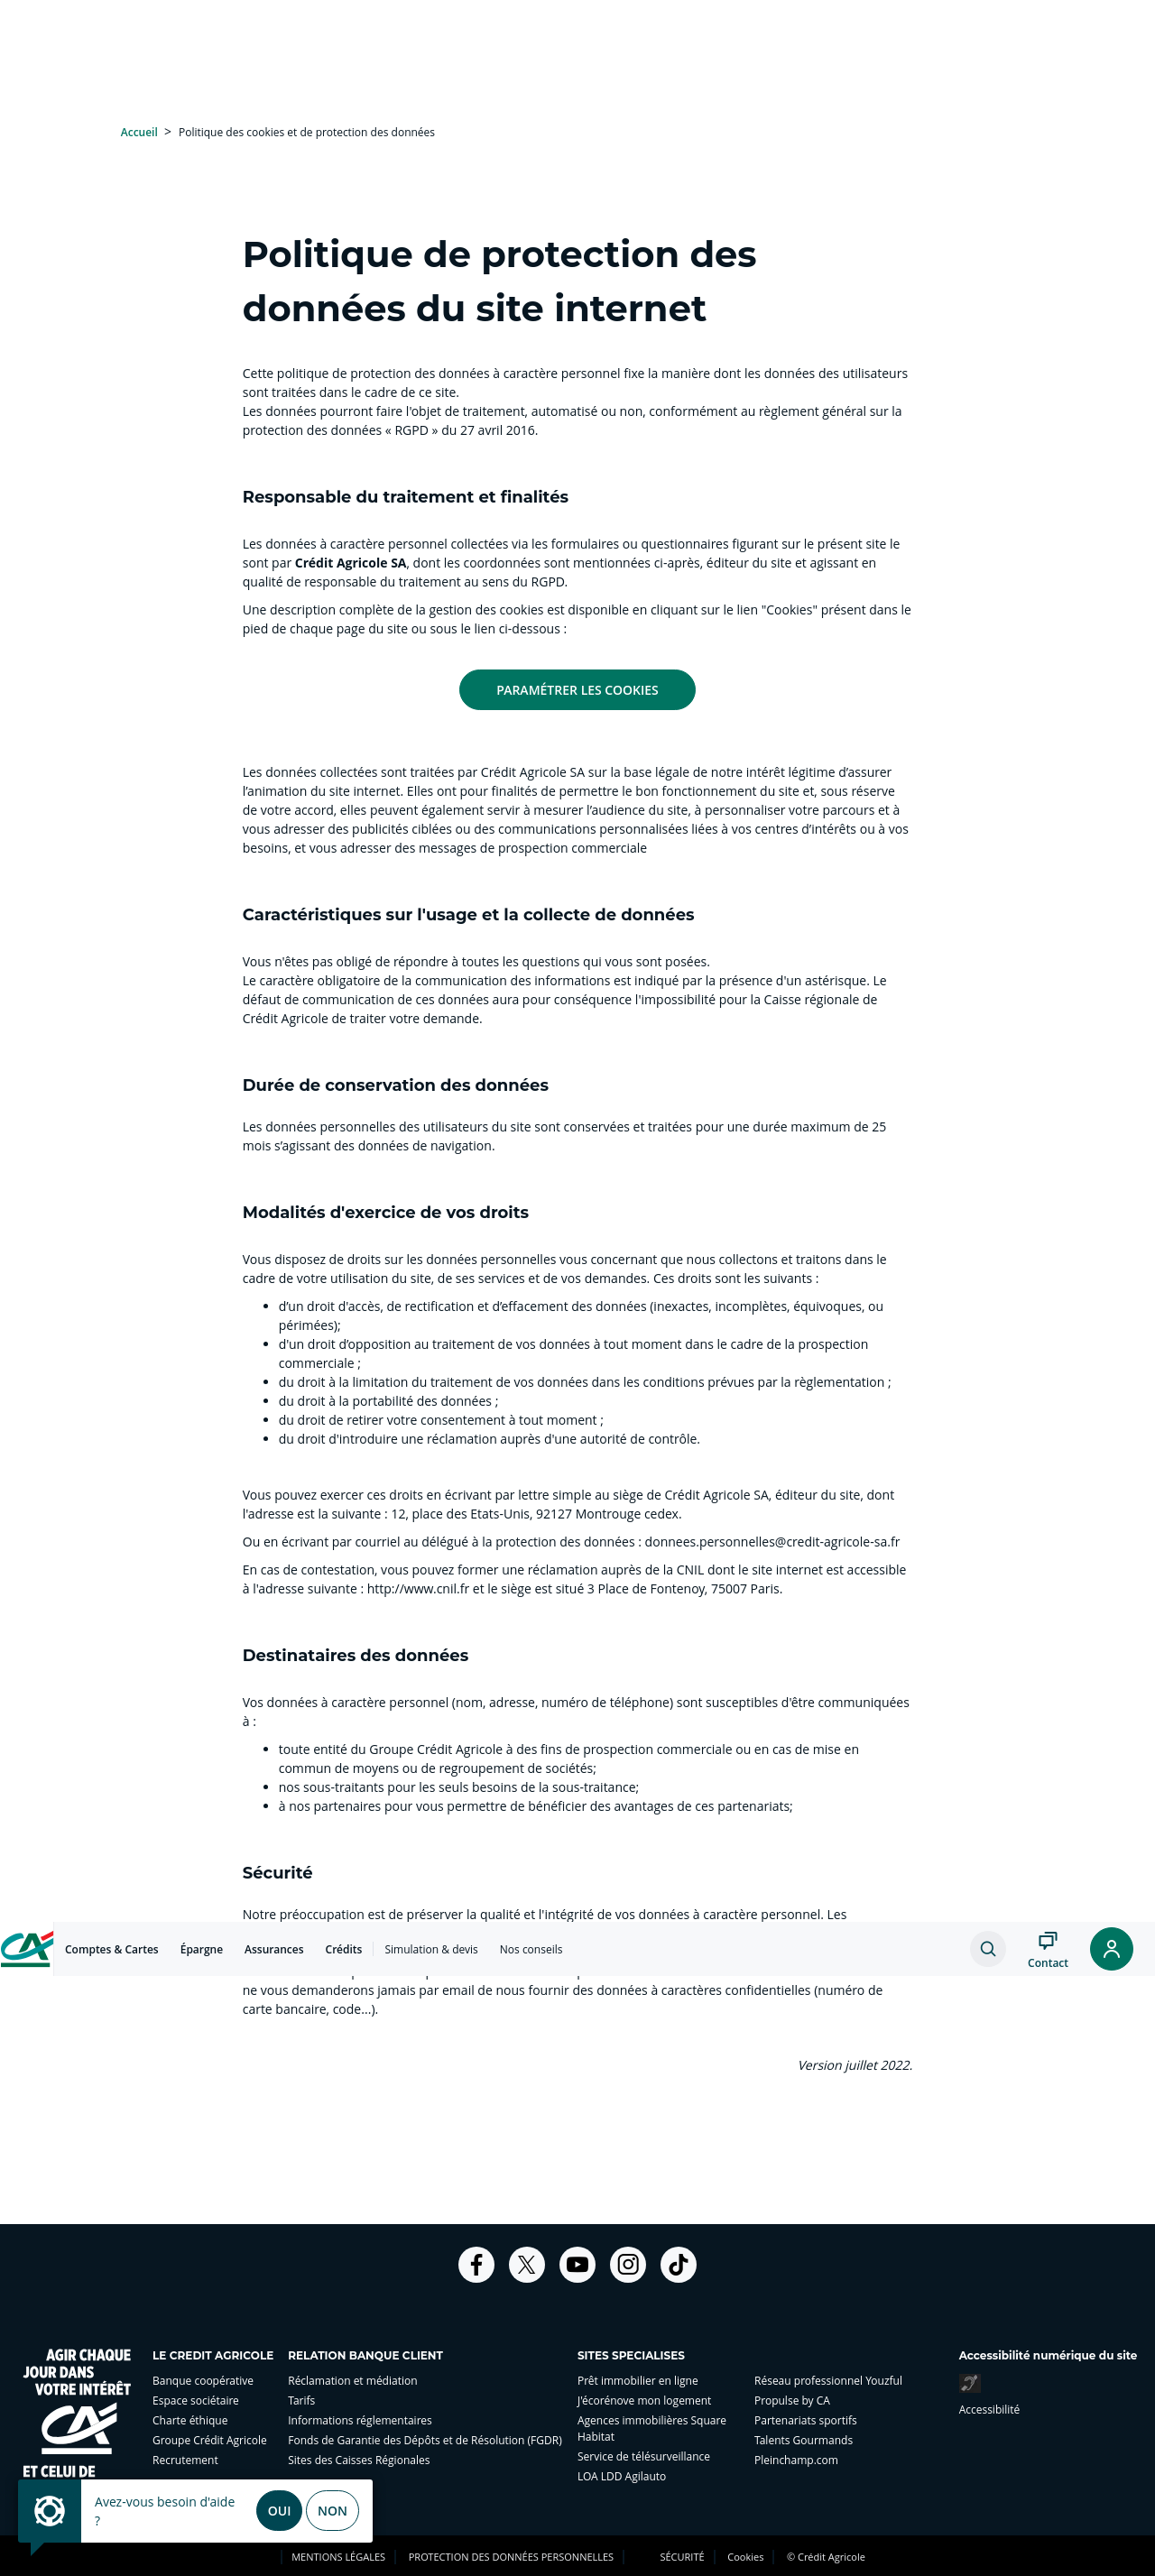 Accueil > Politique des cookies et de protection des données
Politique de protection des
données du site internet
Cette politique de protection des données à caractère personnel fixe la manière dont les données des utilisateurs
sont traitées dans le cadre de ce site.
Les données pourront faire l'objet de traitement, automatisé ou non, conformément au règlement général sur la
protection des données « RGPD » du 27 avril 2016.
Responsable du traitement et finalités
Les données à caractère personnel collectées via les formulaires ou questionnaires figurant sur le présent site le
sont par Crédit Agricole SA, dont les coordonnées sont mentionnées ci-après, éditeur du site et agissant en
qualité de responsable du traitement au sens du RGPD.
Une description complète de la gestion des cookies est disponible en cliquant sur le lien "Cookies" présent dans le
pied de chaque page du site ou sous le lien ci-dessous :
PARAMÉTRER LES COOKIES
Les données collectées sont traitées par Crédit Agricole SA sur la base légale de notre intérêt légitime d’assurer
l’animation du site internet. Elles ont pour finalités de permettre le bon fonctionnement du site et, sous réserve
de votre accord, elles peuvent également servir à mesurer l’audience du site, à personnaliser votre parcours et à
vous adresser des publicités ciblées ou des communications personnalisées liées à vos centres d’intérêts ou à vos
besoins, et vous adresser des messages de prospection commerciale
Caractéristiques sur l'usage et la collecte de données
Vous n'êtes pas obligé de répondre à toutes les questions qui vous sont posées.
Le caractère obligatoire de la communication des informations est indiqué par la présence d'un astérisque. Le
défaut de communication de ces données aura pour conséquence l'impossibilité pour la Caisse régionale de
Crédit Agricole de traiter votre demande.
Durée de conservation des données
Les données personnelles des utilisateurs du site sont conservées et traitées pour une durée maximum de 25
mois s’agissant des données de navigation.
Modalités d'exercice de vos droits
Vous disposez de droits sur les données personnelles vous concernant que nous collectons et traitons dans le
cadre de votre utilisation du site, de ses services et de vos demandes. Ces droits sont les suivants :
d’un droit d'accès, de rectification et d’effacement des données (inexactes, incomplètes, équivoques, ou
périmées);
d'un droit d’opposition au traitement de vos données à tout moment dans le cadre de la prospection
commerciale ;
du droit à la limitation du traitement de vos données dans les conditions prévues par la règlementation ;
du droit à la portabilité des données ;
du droit de retirer votre consentement à tout moment ;
du droit d'introduire une réclamation auprès d'une autorité de contrôle.
Vous pouvez exercer ces droits en écrivant par lettre simple au siège de Crédit Agricole SA, éditeur du site, dont
l'adresse est la suivante : 12, place des Etats-Unis, 92127 Montrouge cedex.
Ou en écrivant par courriel au délégué à la protection des données : donnees.personnelles@credit-agricole-sa.fr
En cas de contestation, vous pouvez former une réclamation auprès de la CNIL dont le site internet est accessible
à l'adresse suivante : http://www.cnil.fr et le siège est situé 3 Place de Fontenoy, 75007 Paris.
Destinataires des données
Vos données à caractère personnel (nom, adresse, numéro de téléphone) sont susceptibles d'être communiquées
à :
toute entité du Groupe Crédit Agricole à des fins de prospection commerciale ou en cas de mise en
commun de moyens ou de regroupement de sociétés;
nos sous-traitants pour les seuls besoins de la sous-traitance;
à nos partenaires pour vous permettre de bénéficier des avantages de ces partenariats;
Sécurité
Notre préoccupation est de préserver la qualité et l'intégrité de vos données à caractère personnel. Les
CA Comptes & Cartes Épargne Assurances Crédits Simulation & devis Nos conseils Contact
ne vous demanderons jamais par email de nous fournir des données à caractères confidentielles (numéro de
carte bancaire, code...).
Version juillet 2022.
AGIR CHAQUE
JOUR DANS
VOTRE INTÉRÊT
CA
ET CELUI DE
LE CREDIT AGRICOLE
Banque coopérative
Espace sociétaire
Charte éthique
Groupe Crédit Agricole
Recrutement
RELATION BANQUE CLIENT
Réclamation et médiation
Tarifs
Informations réglementaires
Fonds de Garantie des Dépôts et de Résolution (FGDR)
Sites des Caisses Régionales
SITES SPECIALISES
Prêt immobilier en ligne
J'écorénove mon logement
Agences immobilières Square
Habitat
Service de télésurveillance
LOA LDD Agilauto
Réseau professionnel Youzful
Propulse by CA
Partenariats sportifs
Talents Gourmands
Pleinchamp.com
Accessibilité numérique du site
Accessibilité
Avez-vous besoin d'aide
?
OUI NON
MENTIONS LÉGALES PROTECTION DES DONNÉES PERSONNELLES SÉCURITÉ Cookies © Crédit Agricole